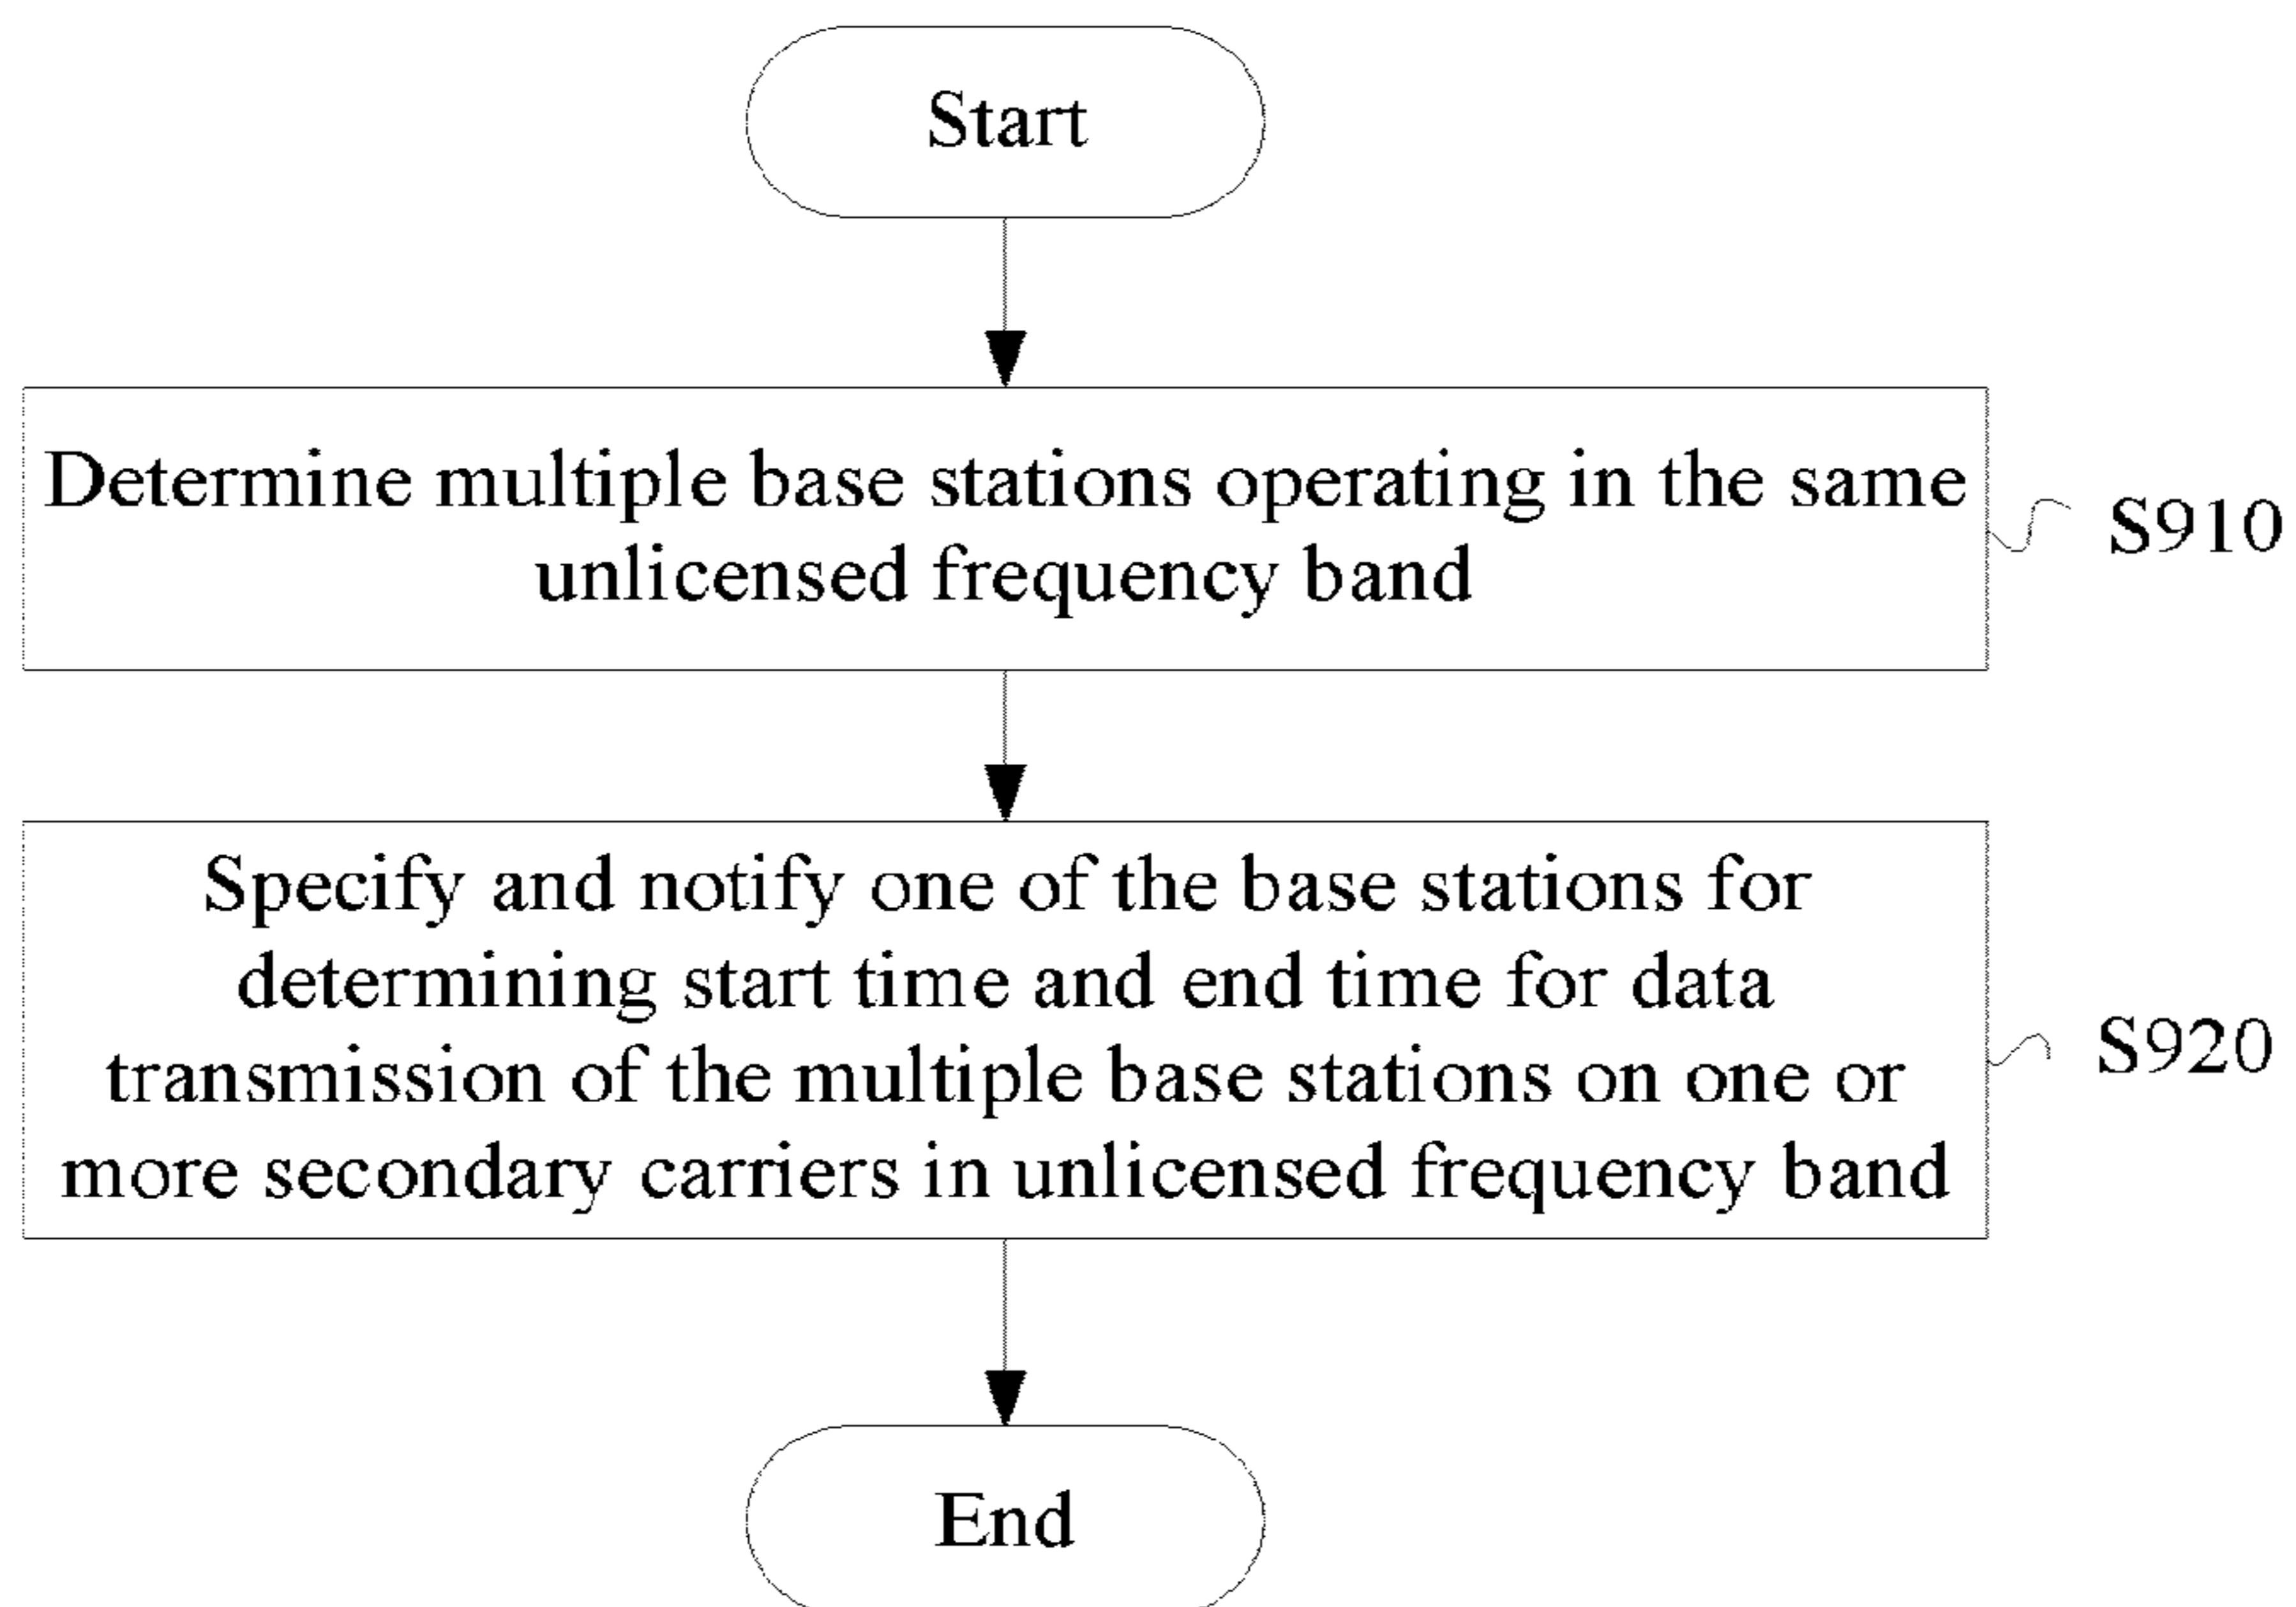 Start
Determine multiple base stations operating in the same
unlicensed frequency band
S910
Specify and notify one of the base stations for
determining start time and end time for data
transmission of the multiple base stations on one or
more secondary carriers in unlicensed frequency band
S920
End